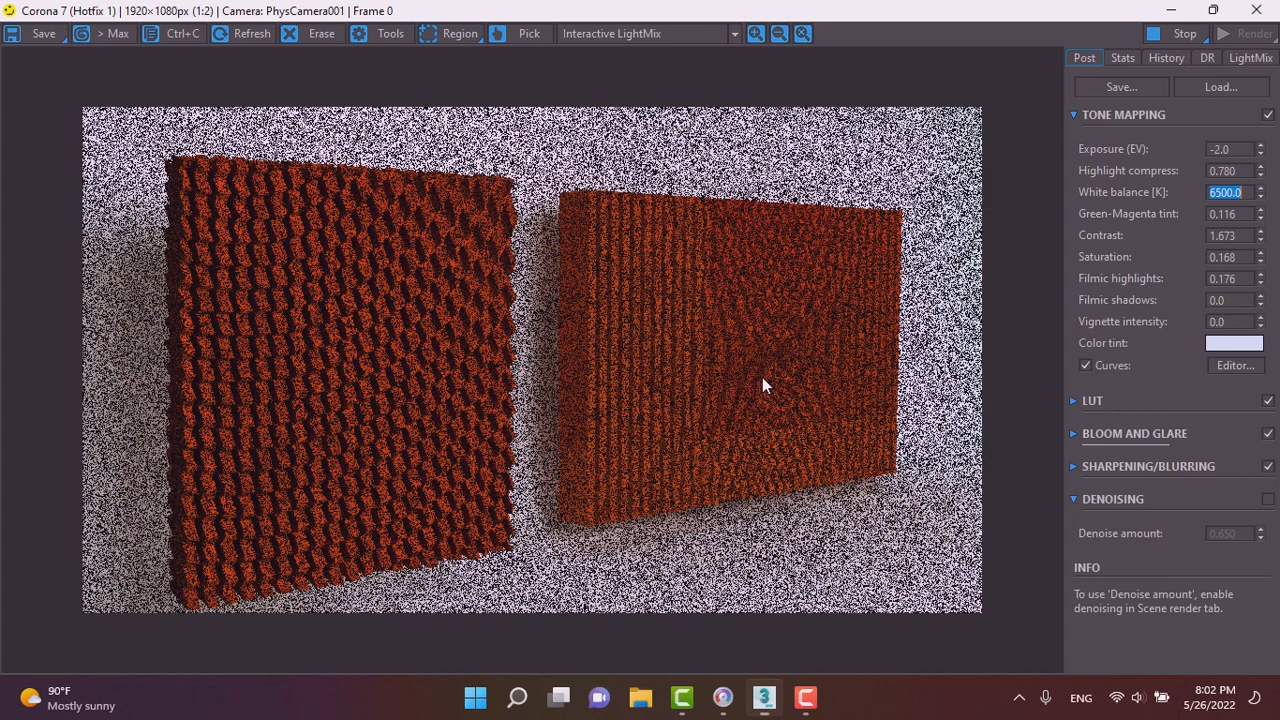 Corona 7 (Hotfix 1) | 1920×1080px (1:2) | Camera: PhysCamera001 | Frame 0
Save > Max Ctrl+C Refresh Erase Tools Region Pick Interactive LightMix Stop Render
Post Stats History DR LightMix
Save... Load...
TONE MAPPING
Exposure (EV): -2.0
Highlight compress: 0.780
White balance [K]: 6500.0
Green-Magenta tint: 0.116
Contrast: 1.673
Saturation: 0.168
Filmic highlights: 0.176
Filmic shadows: 0.0
Vignette intensity: 0.0
Color tint:
Curves: Editor...
LUT
BLOOM AND GLARE
SHARPENING/BLURRING
DENOISING
Denoise amount: 0.650
INFO
To use 'Denoise amount', enable
denoising in Scene render tab.
90°F
Mostly sunny
ENG
8:02 PM
5/26/2022